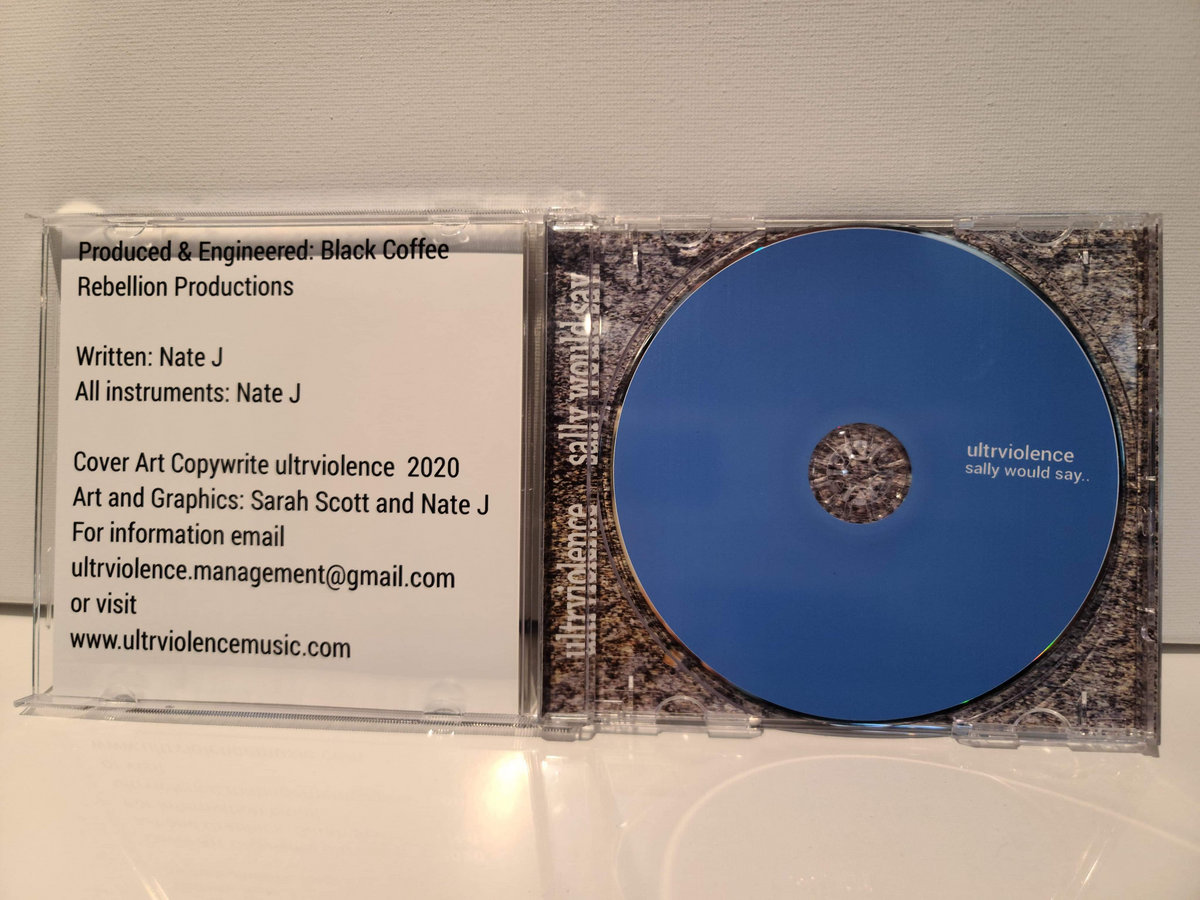 Produced & Engineered: Black Coffee
Rebellion Productions
Written: Nate J
All instruments: Nate J
Cover Art Copywrite ultrviolence 2020
Art and Graphics: Sarah Scott and Nate J
For information email
ultrviolence.management@gmail.com
or visit
www.ultrviolencemusic.com
ultrviolence sally would say
ultrviolence
sally would say..